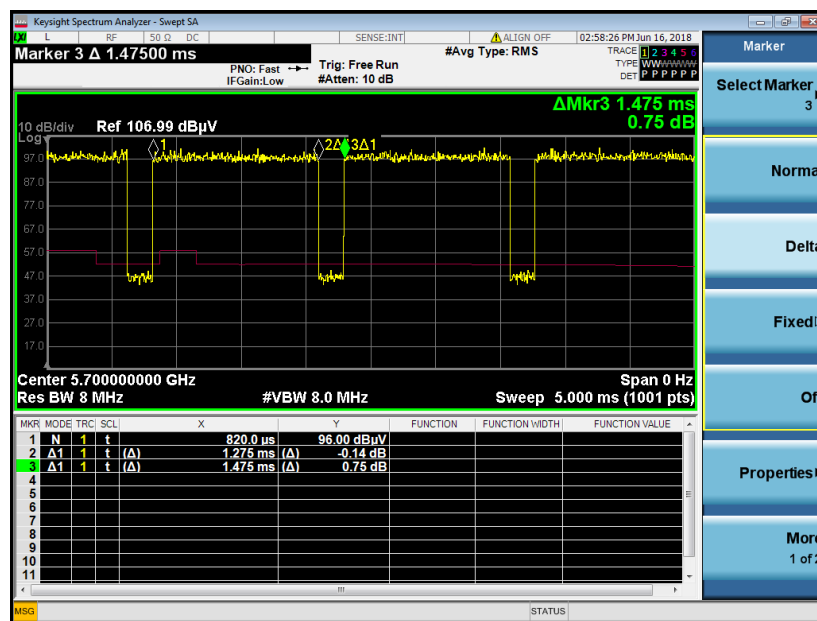 Keysight Spectrum Analyzer - Swept SA
LXI L RF 50 Ω DC SENSE:INT ALIGN OFF 02:58:26 PM Jun 16, 2018
Marker 3 Δ 1.47500 ms
PNO: Fast
IFGain:Low
Trig: Free Run
#Atten: 10 dB
#Avg Type: RMS
TRACE 1 2 3 4 5 6
TYPE WWWWWW
DET P P P P P P
ΔMkr3 1.475 ms
0.75 dB
10 dB/div Ref 106.99 dBµV
Log
1 2Δ1 3Δ1
97.0
87.0
77.0
67.0
57.0
47.0
37.0
27.0
17.0
Center 5.700000000 GHz Span 0 Hz
Res BW 8 MHz #VBW 8.0 MHz Sweep 5.000 ms (1001 pts)
MKR MODE TRC SCL X Y FUNCTION FUNCTION WIDTH FUNCTION VALUE
1 N 1 t 820.0 µs 96.00 dBµV
2 Δ1 1 t (Δ) 1.275 ms (Δ) -0.14 dB
3 Δ1 1 t (Δ) 1.475 ms (Δ) 0.75 dB
4
5
6
7
8
9
10
11
MSG STATUS
Marker
Select Marker
3
Norma
Delta
Fixed
Of
Properties
More
1 of 2